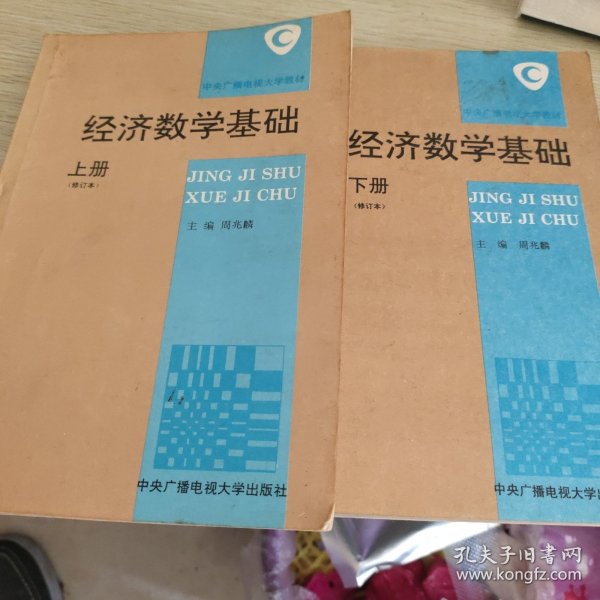 中央广播电视大学教材
经济数学基础
上册
(修订本)
JING JI SHU
XUE JI CHU
主编 周兆麟
中央广播电视大学出版社
中央广播电视大学教材
经济数学基础
下册
(修订本)
JING JI SHU
XUE JI CHU
主编 周兆麟
中央广播电视大学出
孔夫子旧书网
www.kongfz.com